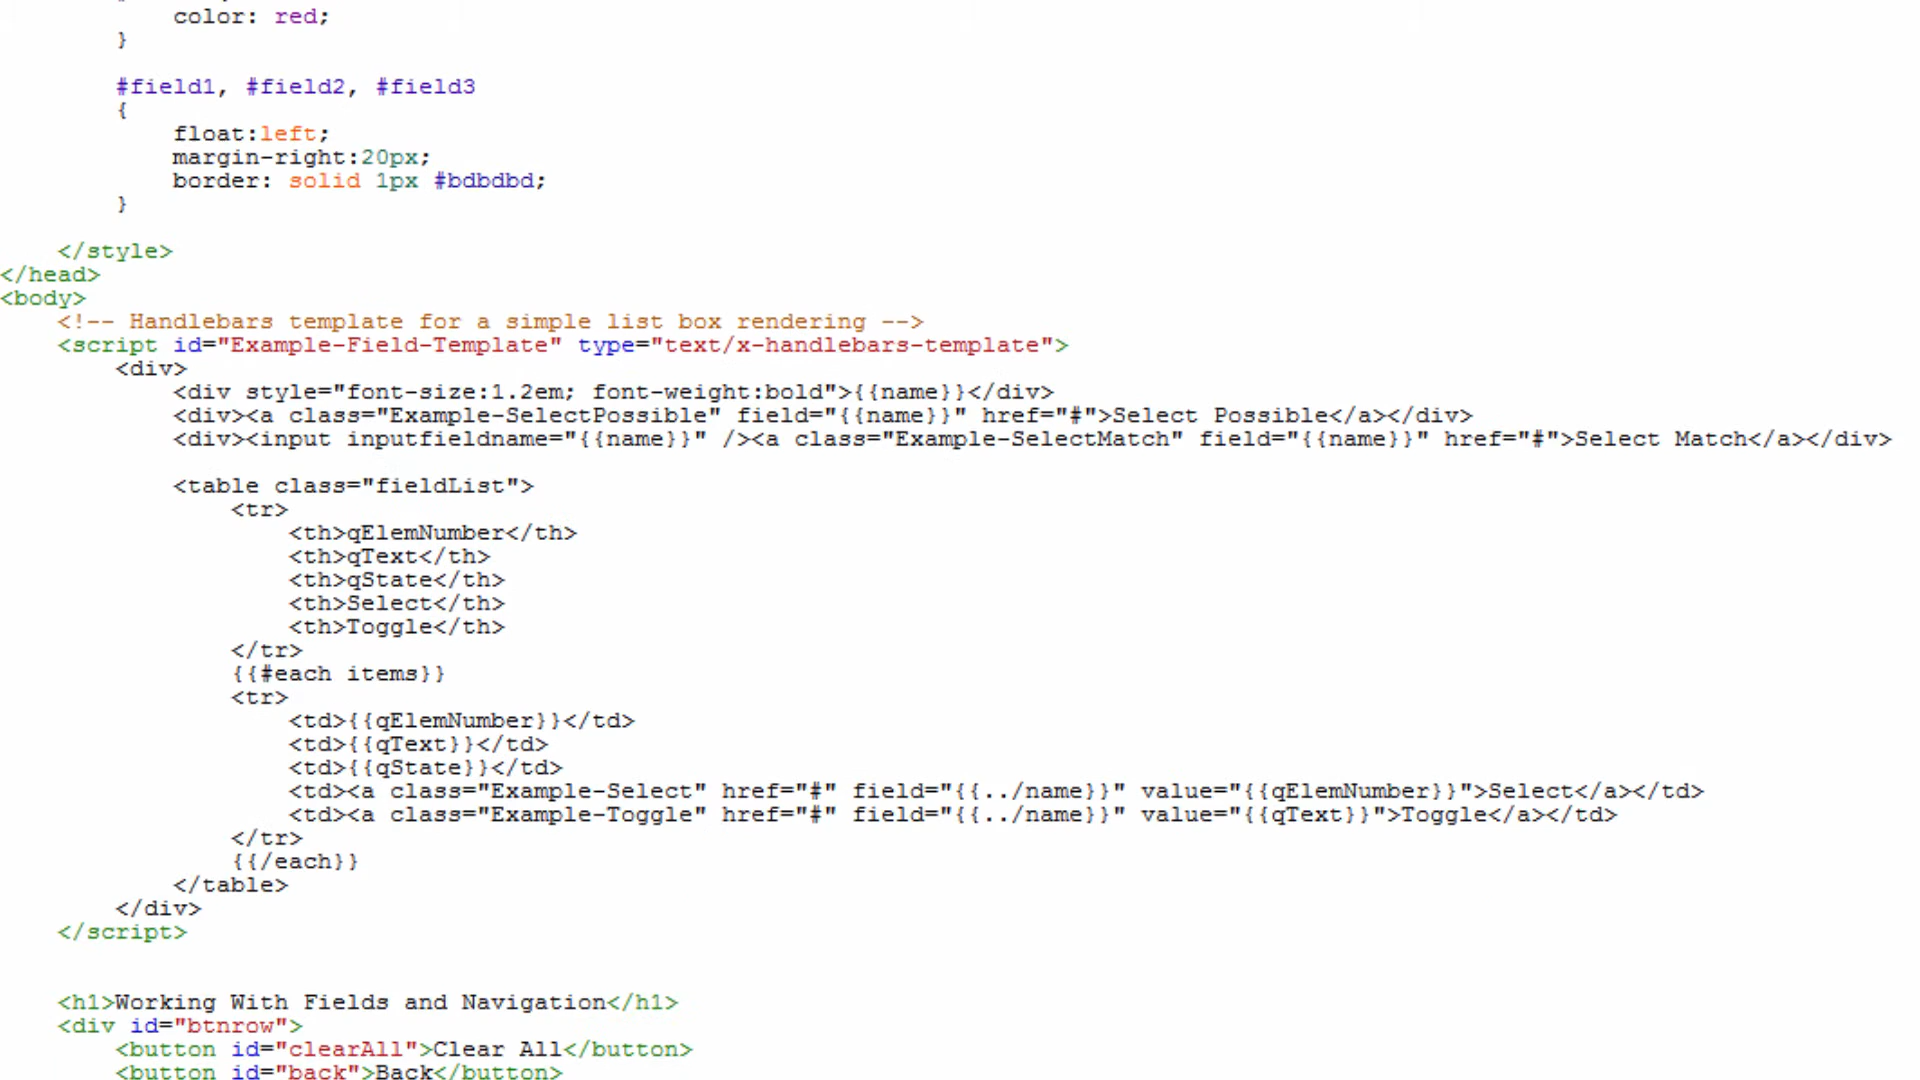 color: red;
}
#field1, #field2, #field3
{
float:left;
margin-right:20px;
border: solid 1px #bdbdbd;
}
</style>
</head>
<body>
<!-- Handlebars template for a simple list box rendering -->
<script id="Example-Field-Template" type="text/x-handlebars-template">
<div>
<div style="font-size:1.2em; font-weight:bold">{{name}}</div>
<div><a class="Example-SelectPossible" field="{{name}}" href="#">Select Possible</a></div>
<div><input inputfieldname="{{name}}" /><a class="Example-SelectMatch" field="{{name}}" href="#">Select Match</a></div>
<table class="fieldList">
<tr>
<th>qElemNumber</th>
<th>qText</th>
<th>qState</th>
<th>Select</th>
<th>Toggle</th>
</tr>
{{#each items}}
<tr>
<td>{{qElemNumber}}</td>
<td>{{qText}}</td>
<td>{{qState}}</td>
<td><a class="Example-Select" href="#" field="{{../name}}" value="{{qElemNumber}}">Select</a></td>
<td><a class="Example-Toggle" href="#" field="{{../name}}" value="{{qText}}">Toggle</a></td>
</tr>
{{/each}}
</table>
</div>
</script>
<h1>Working With Fields and Navigation</h1>
<div id="btnrow">
<button id="clearAll">Clear All</button>
<button id="back">Back</button>